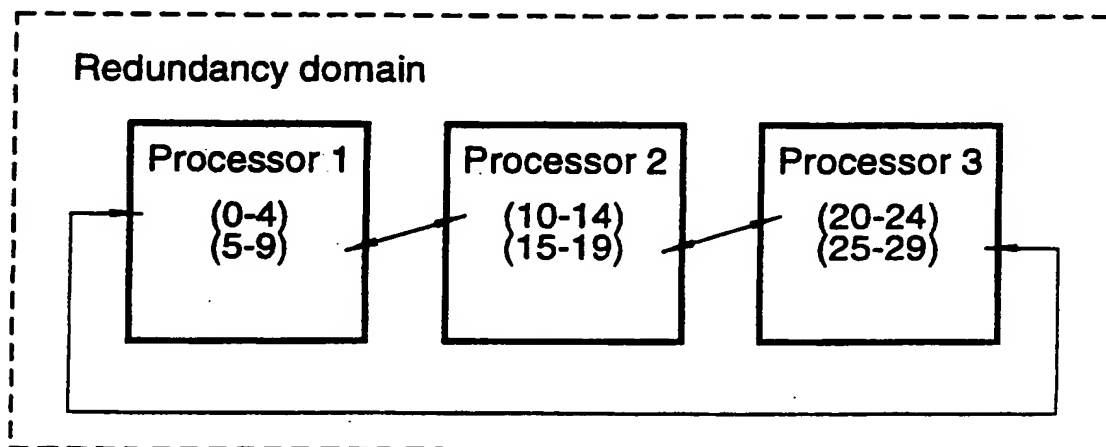 Redundancy domain
Processor 1
(0-4)
(5-9)
Processor 2
(10-14)
(15-19)
Processor 3
(20-24)
(25-29)